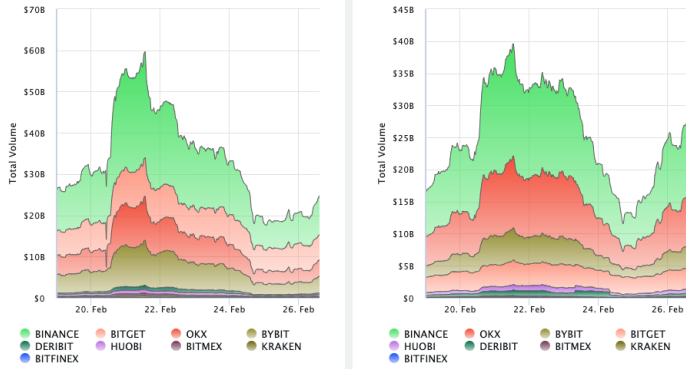 $70B
$60B
$50B
$40B
$30B
$20B
$10B
$0
Total Volume
20. Feb 22. Feb 24. Feb 26. Feb
BINANCE BITGET OKX BYBIT
DERIBIT HUOBI BITMEX KRAKEN
BITFINEX
$45B
$40B
$35B
$30B
$25B
$20B
$15B
$10B
$5B
$0
Total Volume
20. Feb 22. Feb 24. Feb 26. Feb
BINANCE OKX BYBIT BITGET
HUOBI DERIBIT BITMEX KRAKEN
BITFINEX